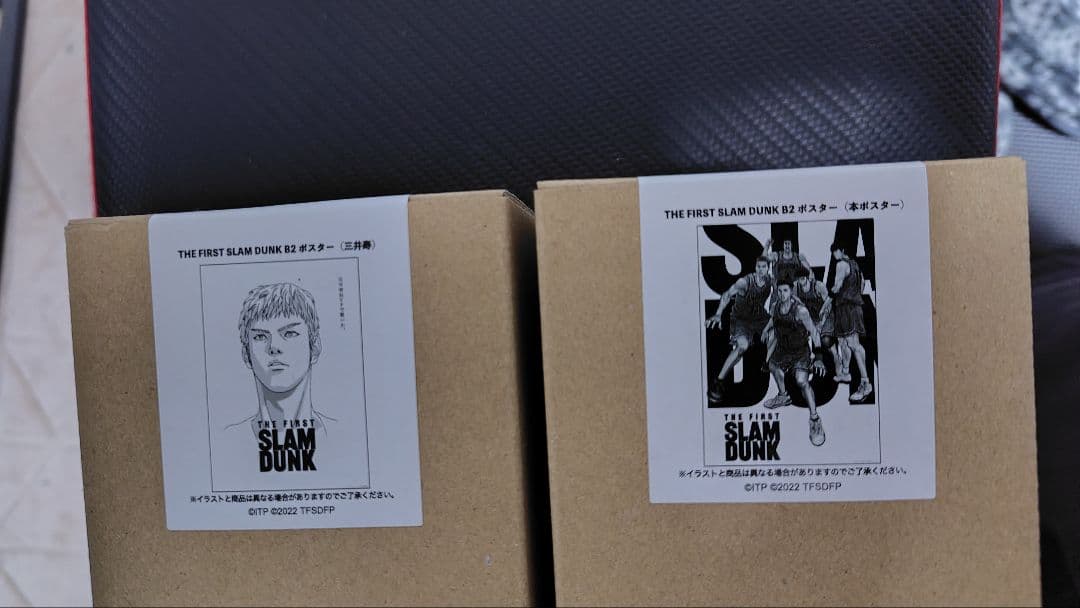 THE FIRST SLAM DUNK B2 ポスター（三井寿）
THE FIRST
SLAM
DUNK
※イラストと商品は異なる場合がありますのでご了承ください。
©ITP ©2022 TFSDFP
THE FIRST SLAM DUNK B2 ポスター（本ポスター）
SLA
D
THE FIRST
SLAM
DUNK
※イラストと商品は異なる場合がありますのでご了承ください。
©ITP ©2022 TFSDFP